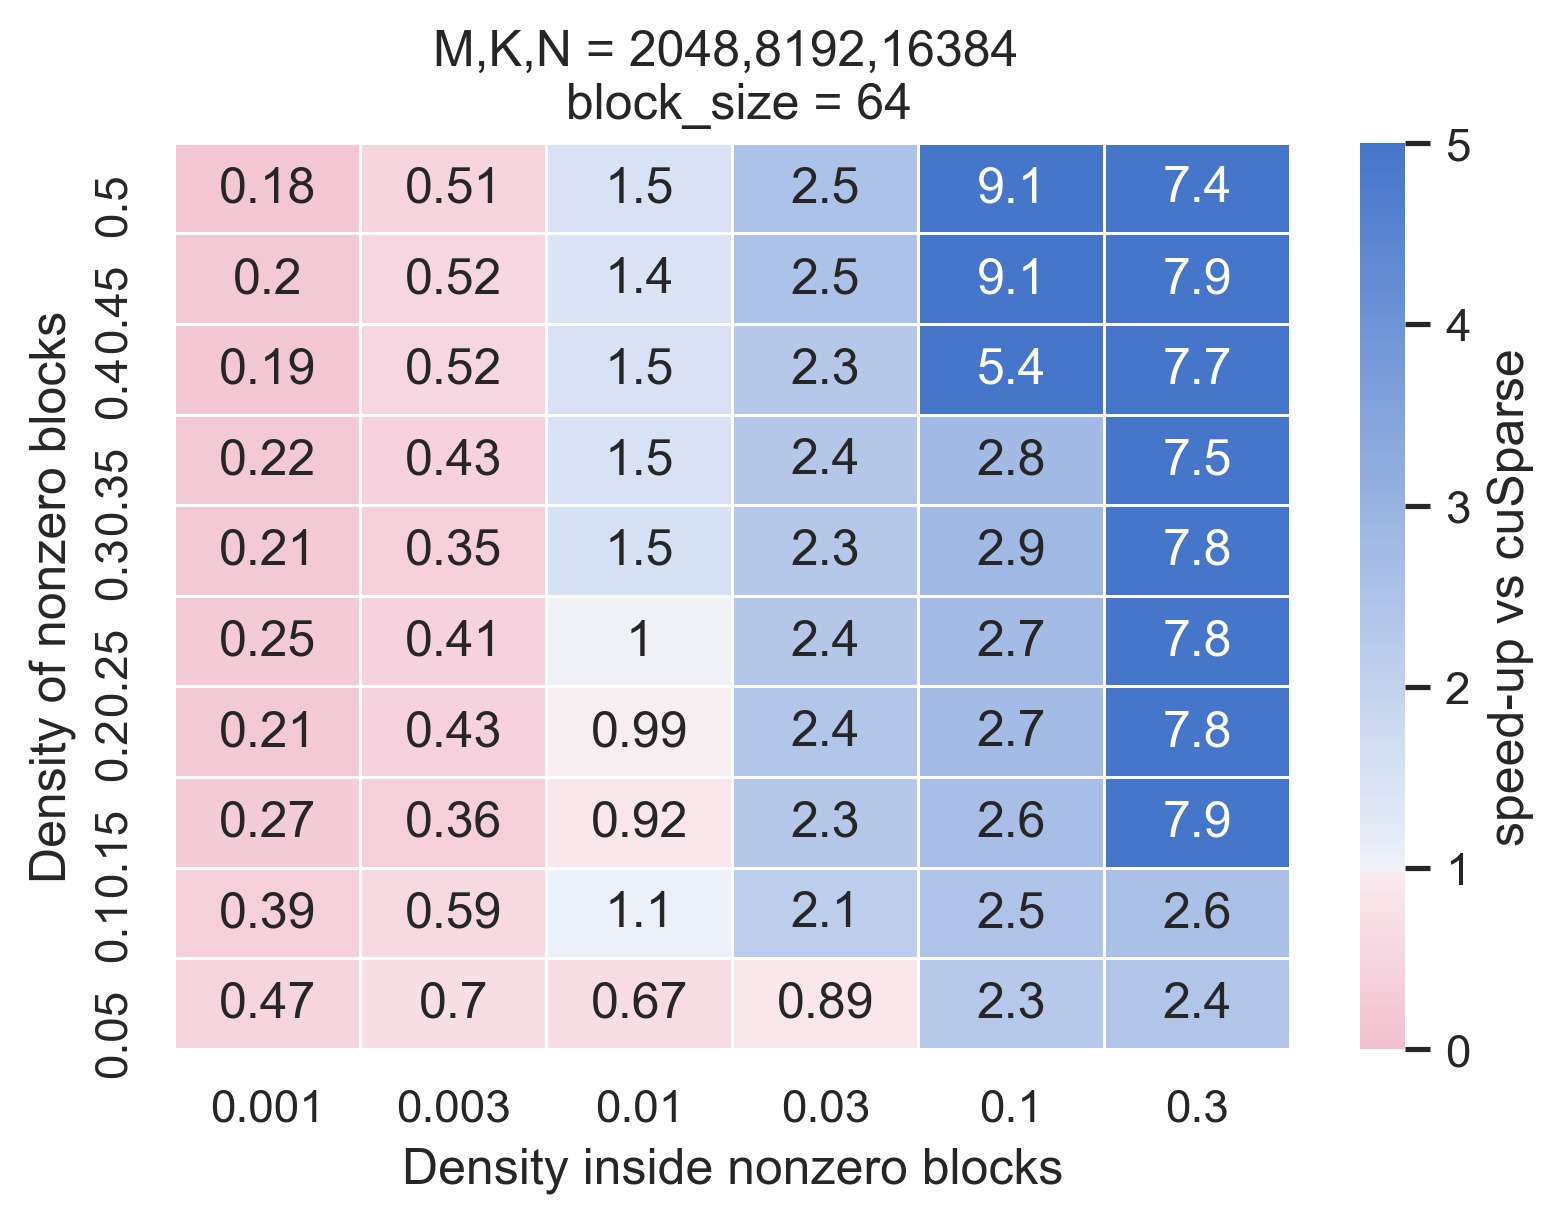 M,K,N = 2048,8192,16384
block_size = 64
Density of nonzero blocks
0.5 0.18 0.51 1.5 2.5 9.1 7.4
0.45 0.2 0.52 1.4 2.5 9.1 7.9
0.4 0.19 0.52 1.5 2.3 5.4 7.7
0.35 0.22 0.43 1.5 2.4 2.8 7.5
0.3 0.21 0.35 1.5 2.3 2.9 7.8
0.25 0.25 0.41 1 2.4 2.7 7.8
0.2 0.21 0.43 0.99 2.4 2.7 7.8
0.15 0.27 0.36 0.92 2.3 2.6 7.9
0.1 0.39 0.59 1.1 2.1 2.5 2.6
0.05 0.47 0.7 0.67 0.89 2.3 2.4
0.001 0.003 0.01 0.03 0.1 0.3
Density inside nonzero blocks
5
4
3
2
1
0
speed-up vs cuSparse